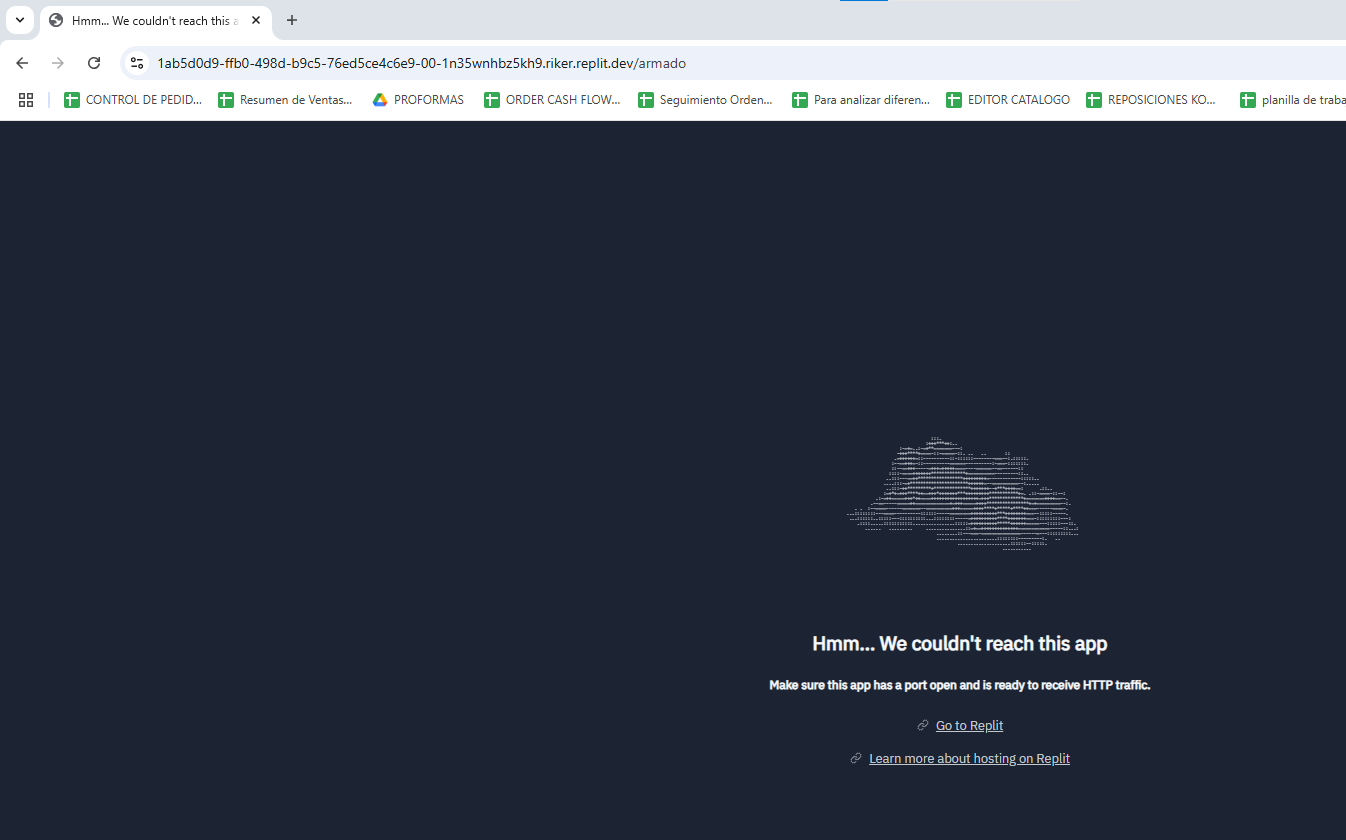 Hmm... We couldn't reach this a
1ab5d0d9-ffb0-498d-b9c5-76ed5ce4c6e9-00-1n35wnhbz5kh9.riker.replit.dev/armado
CONTROL DE PEDID... Resumen de Ventas... PROFORMAS ORDER CASH FLOW... Seguimiento Orden... Para analizar diferen... EDITOR CATALOGO REPOSICIONES KO... planilla de traba
Hmm... We couldn't reach this app
Make sure this app has a port open and is ready to receive HTTP traffic.
Go to Replit
Learn more about hosting on Replit